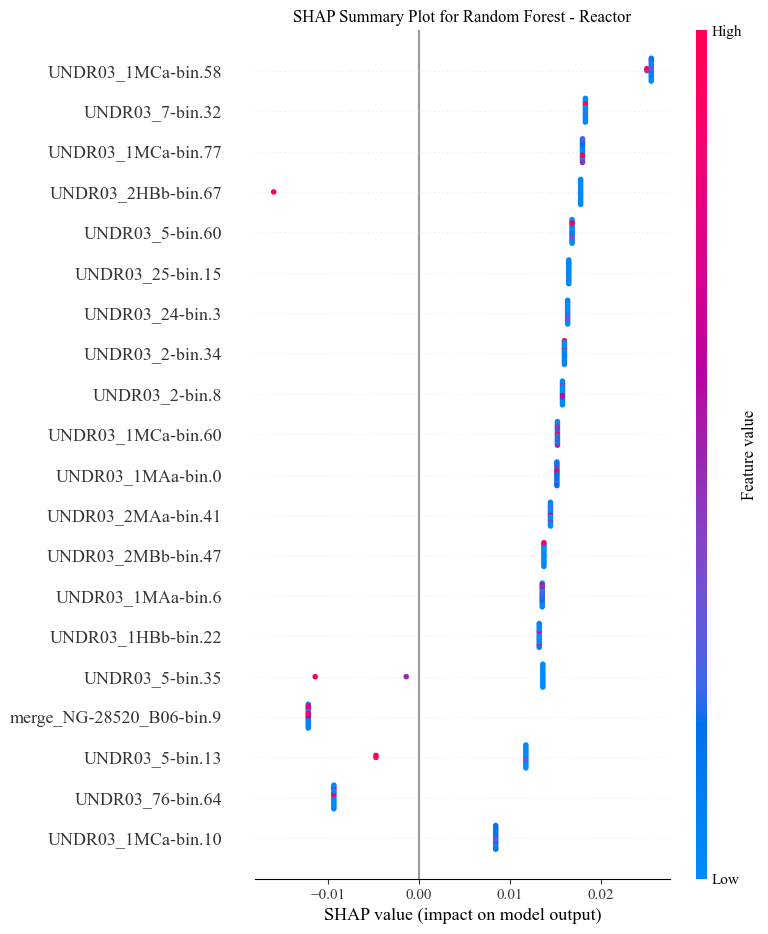 SHAP Summary Plot for Random Forest - Reactor
High
UNDR03_1MCa-bin.58
UNDR03_7-bin.32
UNDR03_1MCa-bin.77
UNDR03_2HBb-bin.67
UNDR03_5-bin.60
UNDR03_25-bin.15
UNDR03_24-bin.3
UNDR03_2-bin.34
UNDR03_2-bin.8
UNDR03_1MCa-bin.60
UNDR03_1MAa-bin.0
UNDR03_2MAa-bin.41
UNDR03_2MBb-bin.47
UNDR03_1MAa-bin.6
UNDR03_1HBb-bin.22
UNDR03_5-bin.35
merge_NG-28520_B06-bin.9
UNDR03_5-bin.13
UNDR03_76-bin.64
UNDR03_1MCa-bin.10
Feature value
Low
−0.01 0.00 0.01 0.02
SHAP value (impact on model output)